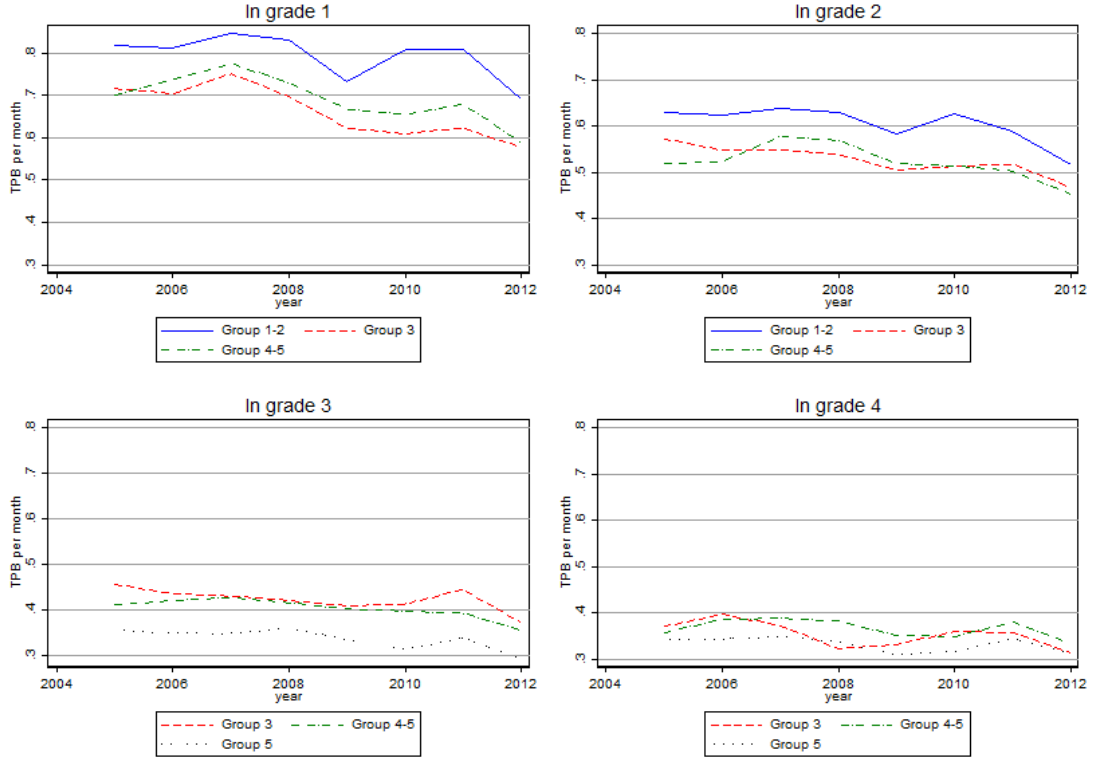 In grade 1
TPB per month
.8
.7
.6
.5
.4
.3
2004 2006 2008 2010 2012
year
Group 1-2 Group 3
Group 4-5
In grade 2
TPB per month
.8
.7
.6
.5
.4
.3
2004 2006 2008 2010 2012
year
Group 1-2 Group 3
Group 4-5
In grade 3
TPB per month
.8
.7
.6
.5
.4
.3
2004 2006 2008 2010 2012
year
Group 3 Group 4-5
Group 5
In grade 4
TPB per month
.8
.7
.6
.5
.4
.3
2004 2006 2008 2010 2012
year
Group 3 Group 4-5
Group 5